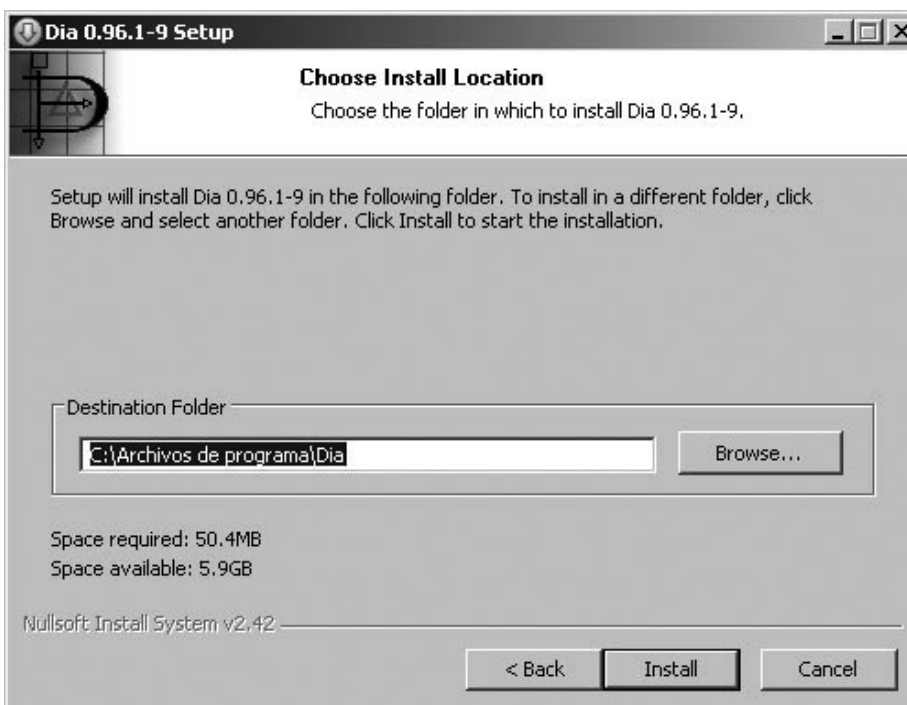 Dia 0.96.1-9 Setup
Choose Install Location
Choose the folder in which to install Dia 0.96.1-9.
Setup will install Dia 0.96.1-9 in the following folder. To install in a different folder, click
Browse and select another folder. Click Install to start the installation.
Destination Folder
C:\Archivos de programa\Dia
Browse...
Space required: 50.4MB
Space available: 5.9GB
Nullsoft Install System v2.42
< Back
Install
Cancel